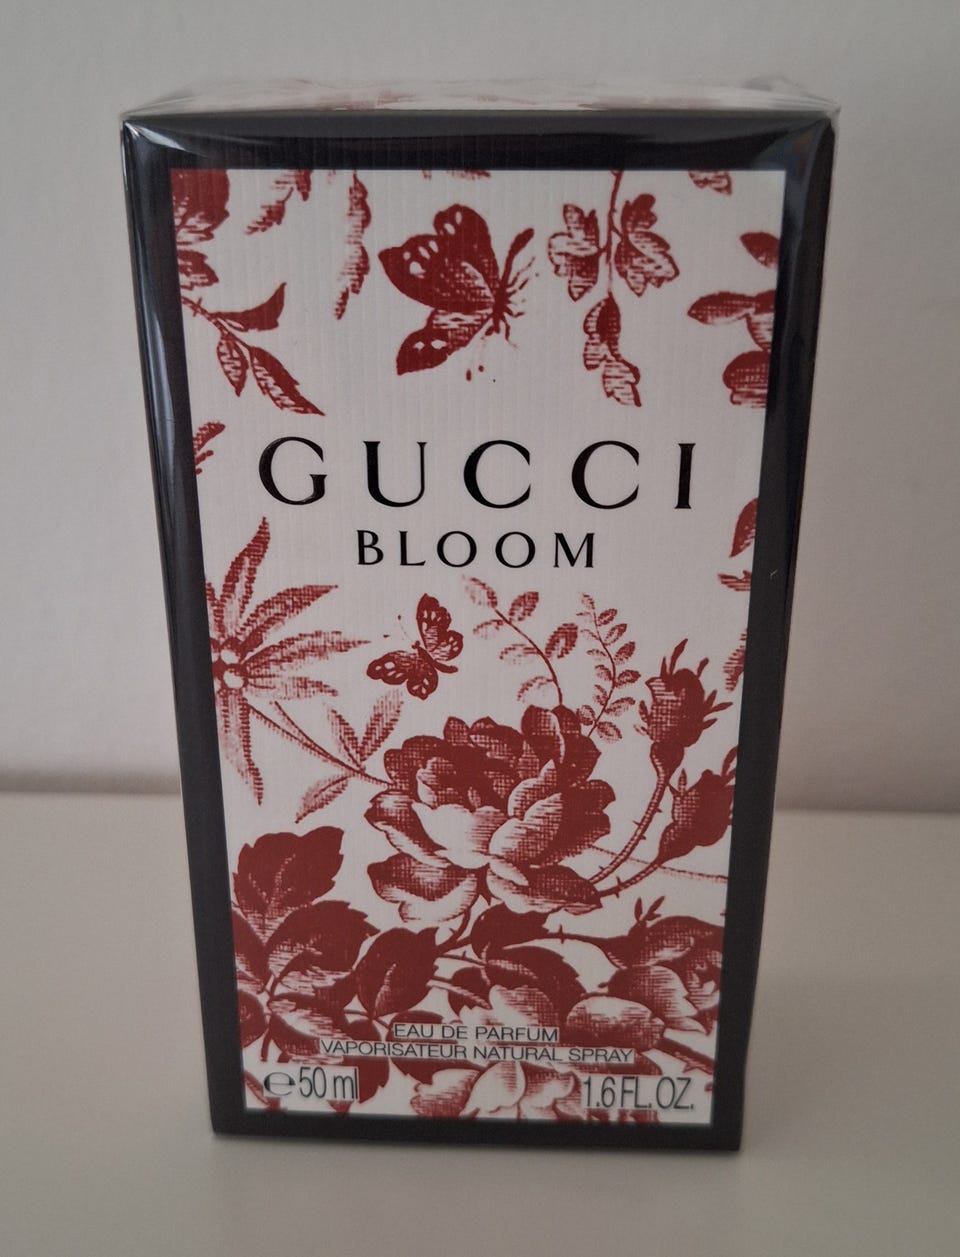 GUCCI
BLOOM
EAU DE PARFUM
VAPORISATEUR NATURAL SPRAY
℮50 ml 1.6 FL. OZ.